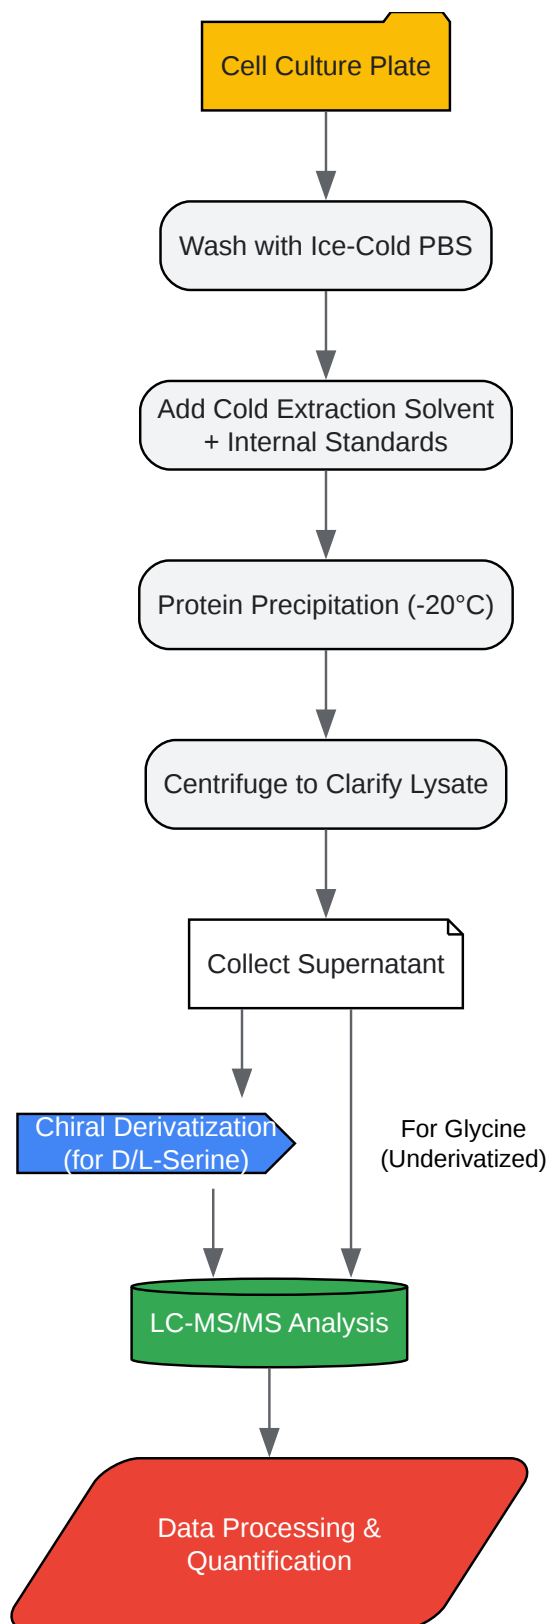 Cell Culture Plate
Wash with Ice-Cold PBS
Add Cold Extraction Solvent
+ Internal Standards
Protein Precipitation (-20°C)
Centrifuge to Clarify Lysate
Collect Supernatant
Chiral Derivatization
(for D/L-Serine)
For Glycine
(Underivatized)
LC-MS/MS Analysis
Data Processing &
Quantification